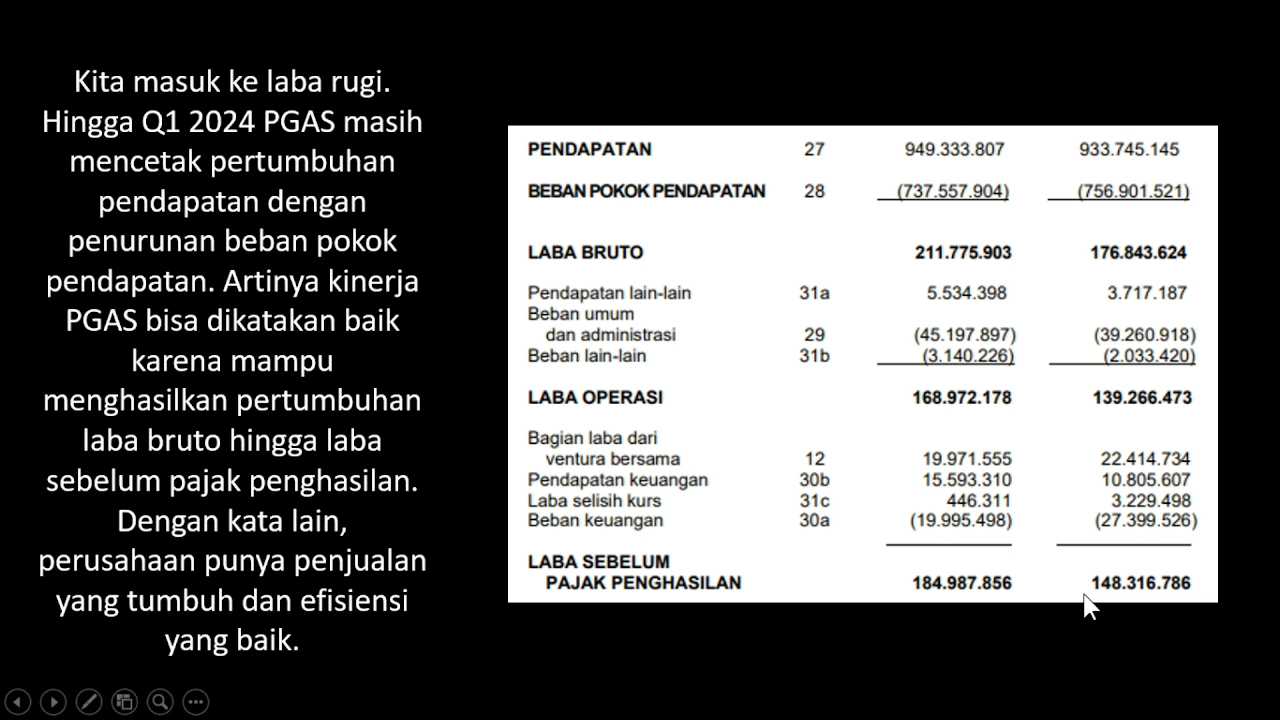 Kita masuk ke laba rugi.
Hingga Q1 2024 PGAS masih
mencetak pertumbuhan
pendapatan dengan
penurunan beban pokok
pendapatan. Artinya kinerja
PGAS bisa dikatakan baik
karena mampu
menghasilkan pertumbuhan
laba bruto hingga laba
sebelum pajak penghasilan.
Dengan kata lain,
perusahaan punya penjualan
yang tumbuh dan efisiensi
yang baik.
PENDAPATAN 27 949.333.807 933.745.145
BEBAN POKOK PENDAPATAN 28 (737.557.904) (756.901.521)
LABA BRUTO 211.775.903 176.843.624
Pendapatan lain-lain 31a 5.534.398 3.717.187
Beban umum
dan administrasi 29 (45.197.897) (39.260.918)
Beban lain-lain 31b (3.140.226) (2.033.420)
LABA OPERASI 168.972.178 139.266.473
Bagian laba dari
ventura bersama 12 19.971.555 22.414.734
Pendapatan keuangan 30b 15.593.310 10.805.607
Laba selisih kurs 31c 446.311 3.229.498
Beban keuangan 30a (19.995.498) (27.399.526)
LABA SEBELUM
PAJAK PENGHASILAN 184.987.856 148.316.786